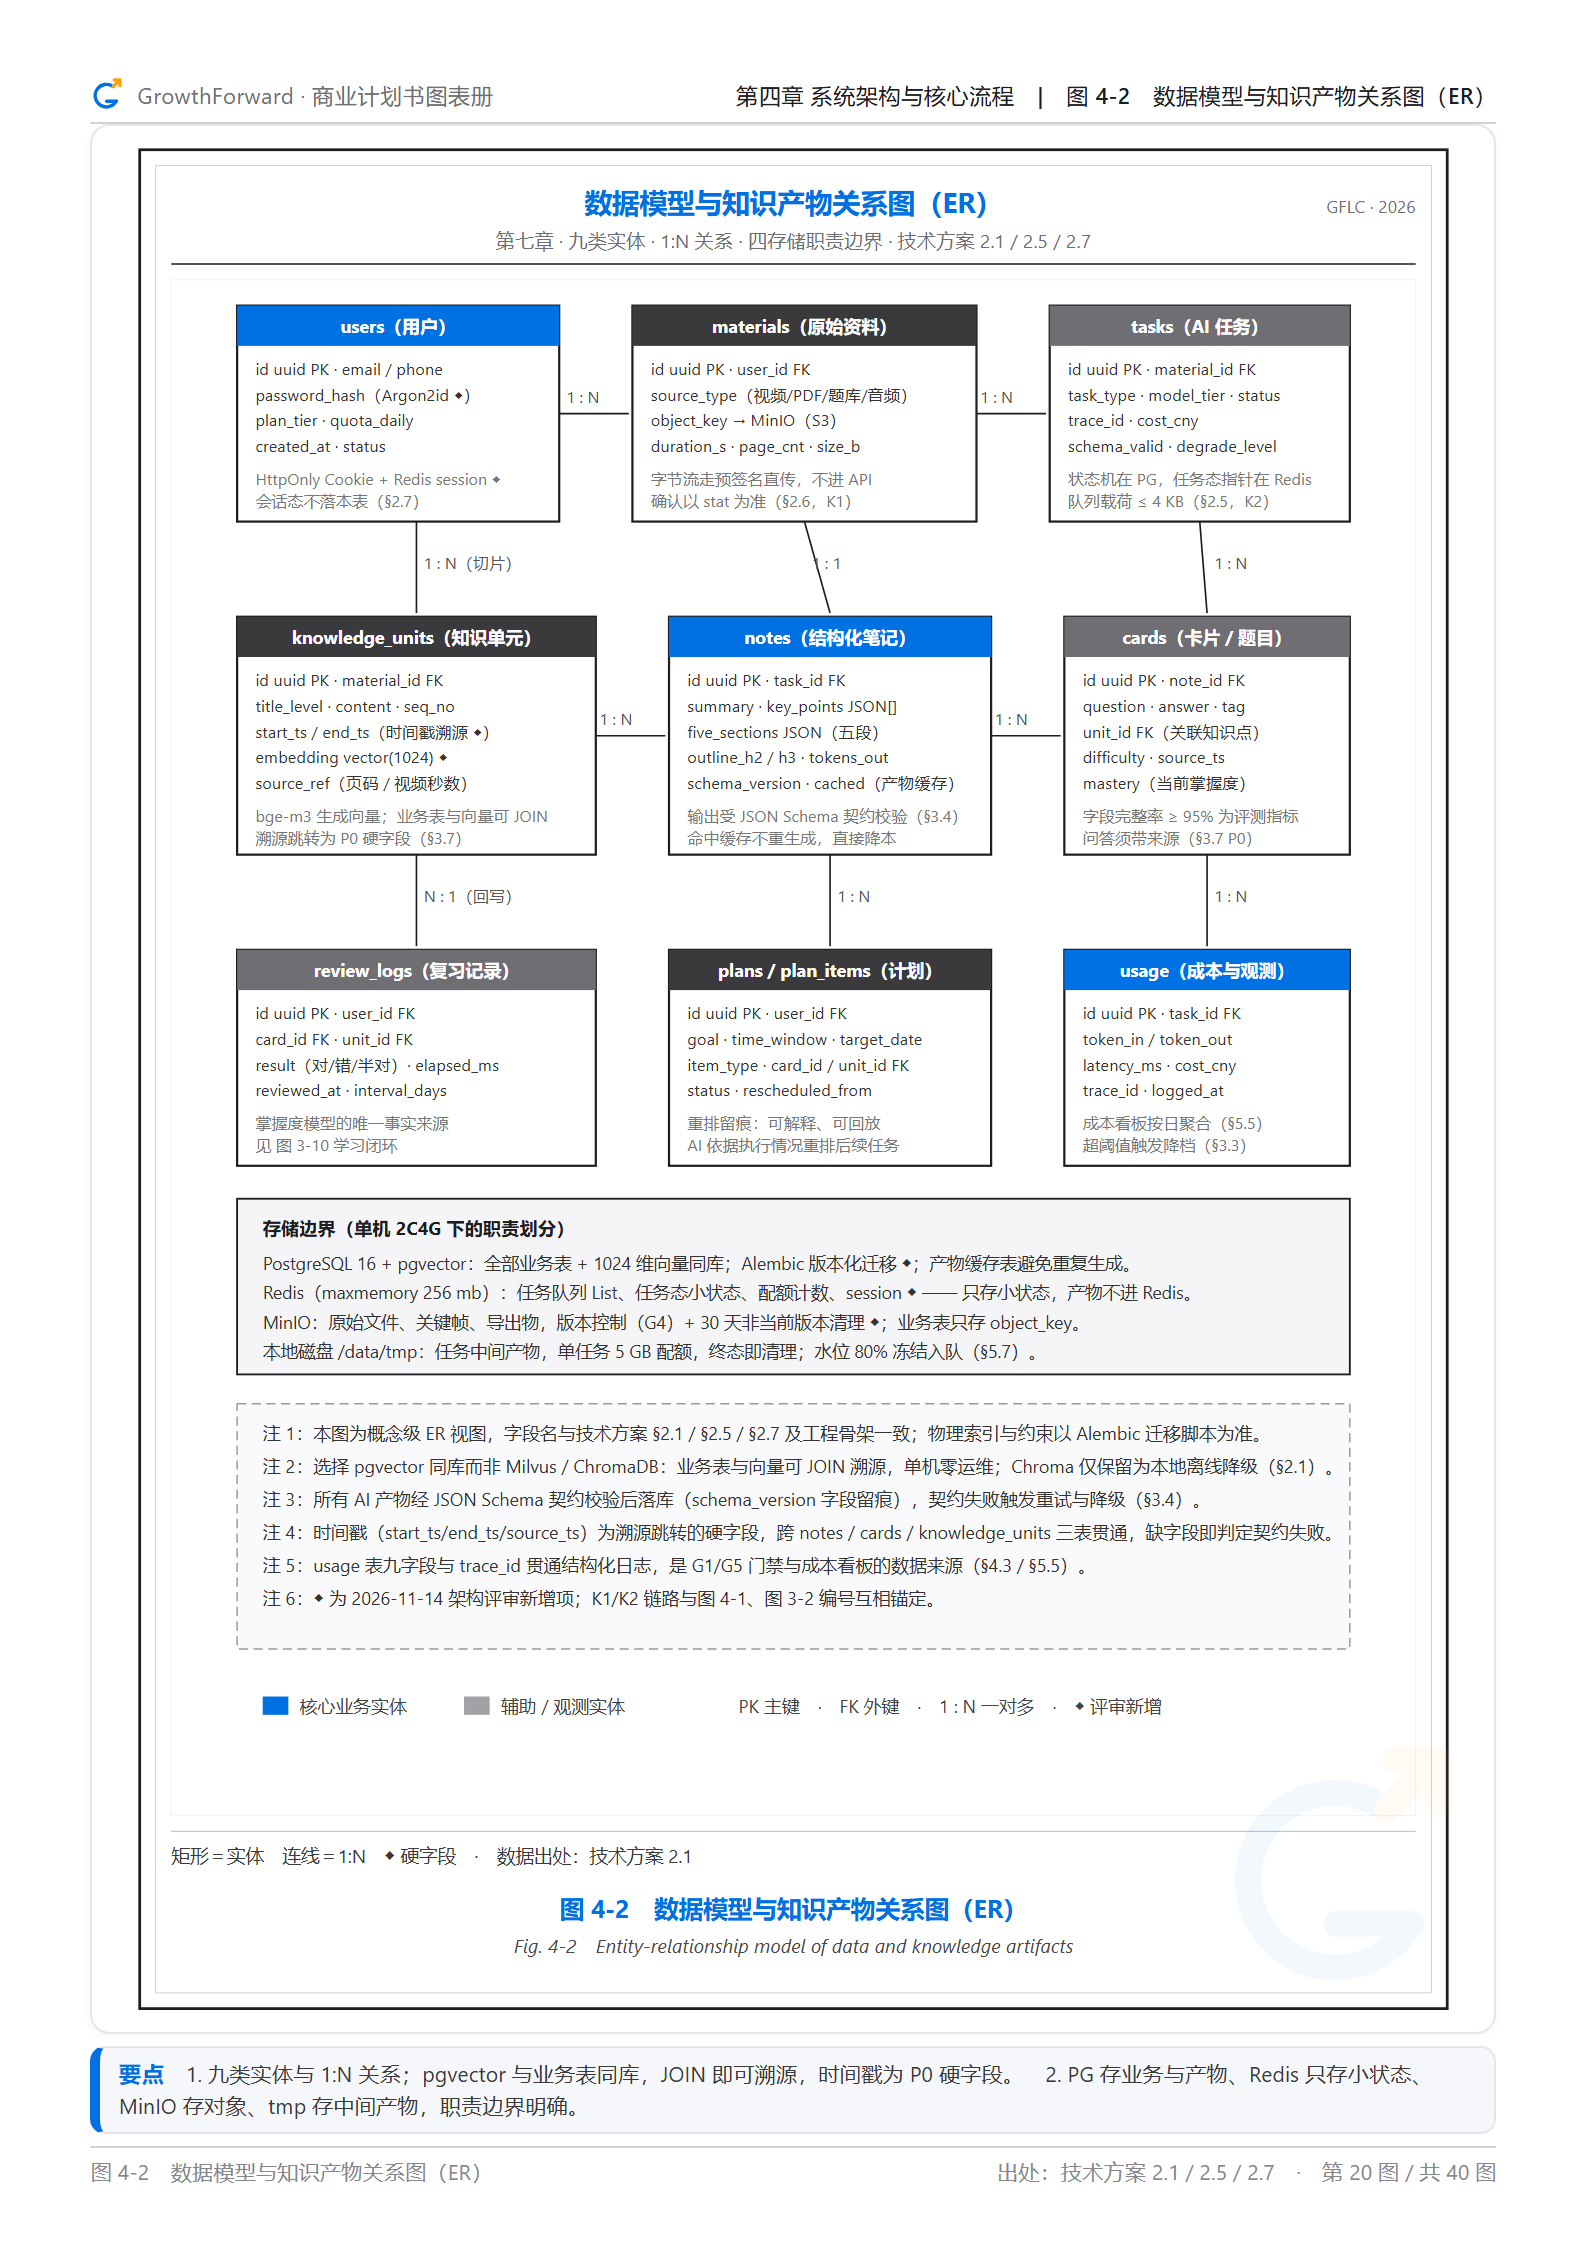 GrowthForward · 商业计划书图表册
第四章 系统架构与核心流程 | 图 4-2 数据模型与知识产物关系图（ER）
数据模型与知识产物关系图（ER）
GFLC · 2026
第七章 · 九类实体 · 1:N 关系 · 四存储职责边界 · 技术方案 2.1 / 2.5 / 2.7
users（用户）
id uuid PK · email / phone
password_hash（Argon2id ◆）
plan_tier · quota_daily
created_at · status
HttpOnly Cookie + Redis session ◆
会话态不落本表（§2.7）
1 : N
materials（原始资料）
id uuid PK · user_id FK
source_type（视频/PDF/题库/音频）
object_key → MinIO（S3）
duration_s · page_cnt · size_b
字节流走预签名直传，不进 API
确认以 stat 为准（§2.6，K1）
1 : N
tasks（AI 任务）
id uuid PK · material_id FK
task_type · model_tier · status
trace_id · cost_cny
schema_valid · degrade_level
状态机在 PG，任务态指针在 Redis
队列载荷 ≤ 4 KB（§2.5，K2）
1 : N（切片）
1 : 1
1 : N
knowledge_units（知识单元）
id uuid PK · material_id FK
title_level · content · seq_no
start_ts / end_ts（时间戳溯源 ◆）
embedding vector(1024) ◆
source_ref（页码 / 视频秒数）
bge-m3 生成向量；业务表与向量可 JOIN
溯源跳转为 P0 硬字段（§3.7）
1 : N
notes（结构化笔记）
id uuid PK · task_id FK
summary · key_points JSON[]
five_sections JSON（五段）
outline_h2 / h3 · tokens_out
schema_version · cached（产物缓存）
输出受 JSON Schema 契约校验（§3.4）
命中缓存不重生成，直接降本
1 : N
cards（卡片 / 题目）
id uuid PK · note_id FK
question · answer · tag
unit_id FK（关联知识点）
difficulty · source_ts
mastery（当前掌握度）
字段完整率 ≥ 95% 为评测指标
问答须带来源（§3.7 P0）
N : 1（回写）
1 : N
1 : N
review_logs（复习记录）
id uuid PK · user_id FK
card_id FK · unit_id FK
result（对/错/半对）· elapsed_ms
reviewed_at · interval_days
掌握度模型的唯一事实来源
见 图 3-10 学习闭环
plans / plan_items（计划）
id uuid PK · user_id FK
goal · time_window · target_date
item_type · card_id / unit_id FK
status · rescheduled_from
重排留痕：可解释、可回放
AI 依据执行情况重排后续任务
usage（成本与观测）
id uuid PK · task_id FK
token_in / token_out
latency_ms · cost_cny
trace_id · logged_at
成本看板按日聚合（§5.5）
超阈值触发降档（§3.3）
存储边界（单机 2C4G 下的职责划分）
PostgreSQL 16 + pgvector：全部业务表 + 1024 维向量同库；Alembic 版本化迁移 ◆；产物缓存表避免重复生成。
Redis（maxmemory 256 mb）：任务队列 List、任务态小状态、配额计数、session ◆ —— 只存小状态，产物不进 Redis。
MinIO：原始文件、关键帧、导出物，版本控制（G4）+ 30 天非当前版本清理 ◆；业务表只存 object_key。
本地磁盘 /data/tmp：任务中间产物，单任务 5 GB 配额，终态即清理；水位 80% 冻结入队（§5.7）。
注 1：本图为概念级 ER 视图，字段名与技术方案 §2.1 / §2.5 / §2.7 及工程骨架一致；物理索引与约束以 Alembic 迁移脚本为准。
注 2：选择 pgvector 同库而非 Milvus / ChromaDB：业务表与向量可 JOIN 溯源，单机零运维；Chroma 仅保留为本地离线降级（§2.1）。
注 3：所有 AI 产物经 JSON Schema 契约校验后落库（schema_version 字段留痕），契约失败触发重试与降级（§3.4）。
注 4：时间戳（start_ts/end_ts/source_ts）为溯源跳转的硬字段，跨 notes / cards / knowledge_units 三表贯通，缺字段即判定契约失败。
注 5：usage 表九字段与 trace_id 贯通结构化日志，是 G1/G5 门禁与成本看板的数据来源（§4.3 / §5.5）。
注 6：◆ 为 2026-11-14 架构评审新增项；K1/K2 链路与图 4-1、图 3-2 编号互相锚定。
核心业务实体 辅助 / 观测实体 PK 主键 · FK 外键 · 1 : N 一对多 · ◆ 评审新增
矩形＝实体 连线＝1:N ◆ 硬字段 · 数据出处：技术方案 2.1
图 4-2 数据模型与知识产物关系图（ER）
Fig. 4-2 Entity-relationship model of data and knowledge artifacts
要点 1. 九类实体与 1:N 关系；pgvector 与业务表同库，JOIN 即可溯源，时间戳为 P0 硬字段。 2. PG 存业务与产物、Redis 只存小状态、
MinIO 存对象、tmp 存中间产物，职责边界明确。
图 4-2 数据模型与知识产物关系图（ER）
出处：技术方案 2.1 / 2.5 / 2.7 · 第 20 图 / 共 40 图